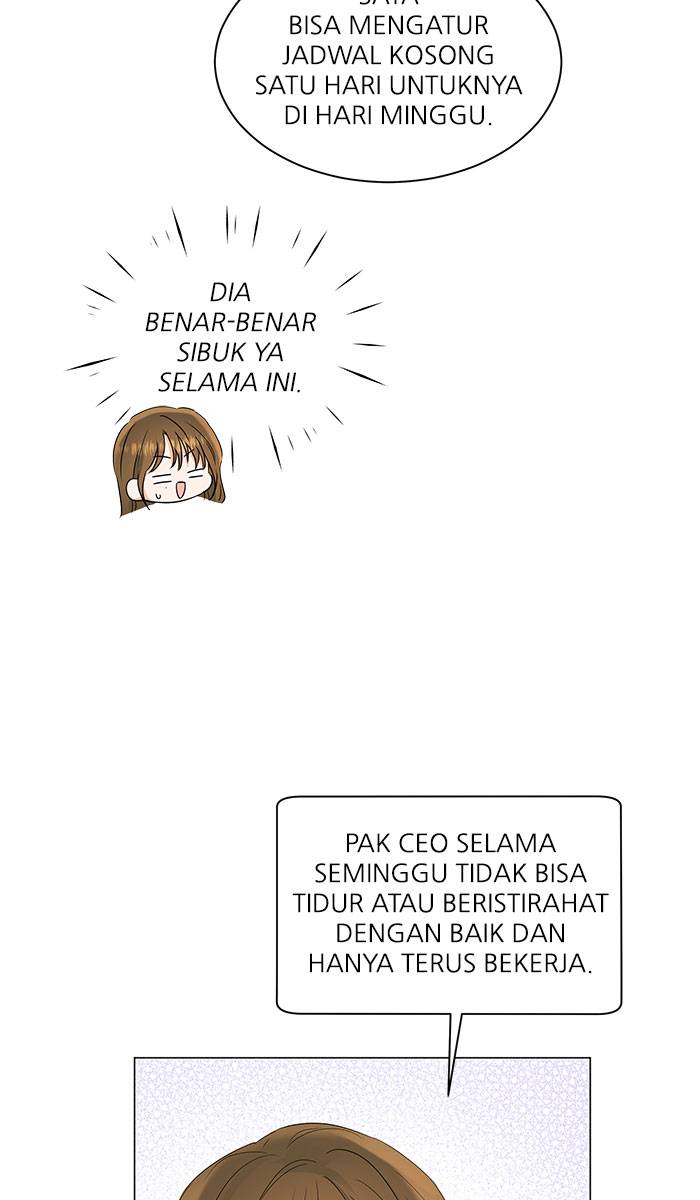 BISA MENGATUR
JADWAL KOSONG
SATU HARI UNTUKNYA
DI HARI MINGGU.
DIA
BENAR-BENAR
SIBUK YA
SELAMA INI.
PAK CEO SELAMA
SEMINGGU TIDAK BISA
TIDUR ATAU BERISTIRAHAT
DENGAN BAIK DAN
HANYA TERUS BEKERJA.